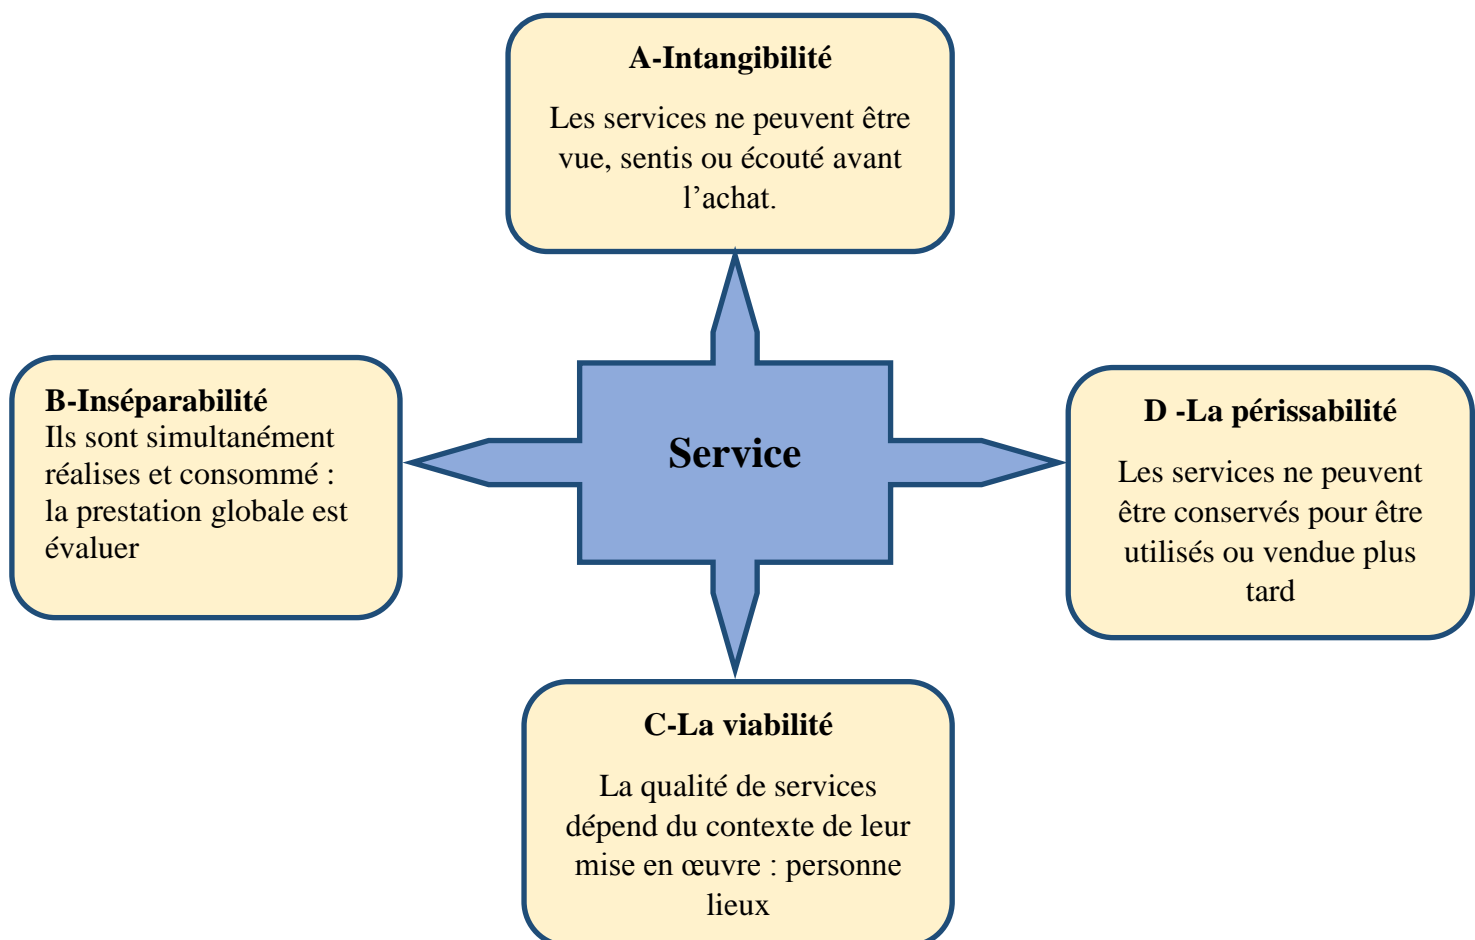 A-Intangibilité
Les services ne peuvent être
vue, sentis ou écouté avant
l’achat.
B-Inséparabilité
Ils sont simultanément
réalises et consommé :
la prestation globale est
évaluer
Service
D -La périssabilité
Les services ne peuvent
être conservés pour être
utilisés ou vendue plus
tard
C-La viabilité
La qualité de services
dépend du contexte de leur
mise en œuvre : personne
lieux